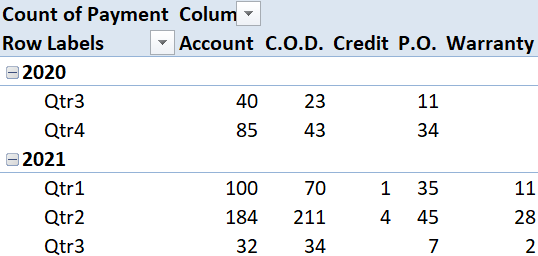 Count of Payment Colum
Row Labels Account C.O.D. Credit P.O. Warranty
2020
Qtr3 40 23 11
Qtr4 85 43 34
2021
Qtr1 100 70 1 35 11
Qtr2 184 211 4 45 28
Qtr3 32 34 7 2